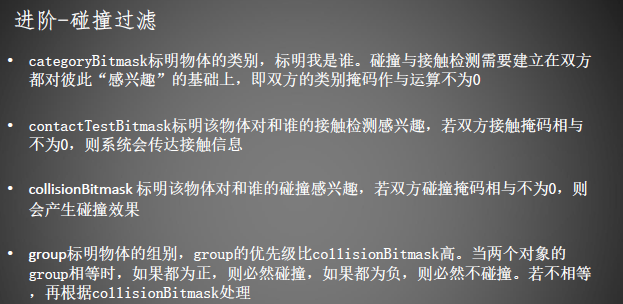 进阶-碰撞过滤
• categoryBitmask标明物体的类别，标明我是谁。碰撞与接触检测需要建立在双方
都对彼此“感兴趣”的基础上，即双方的类别掩码作与运算不为0
• contactTestBitmask标明该物体对和谁的接触检测感兴趣，若双方接触掩码相与
不为0，则系统会传达接触信息
• collisionBitmask 标明该物体对和谁的碰撞感兴趣，若双方碰撞掩码相与不为0，则
会产生碰撞效果
• group标明物体的组别，group的优先级比collisionBitmask高。当两个对象的
group相等时，如果都为正，则必然碰撞，如果都为负，则必然不碰撞。若不相等
，再根据collisionBitmask处理